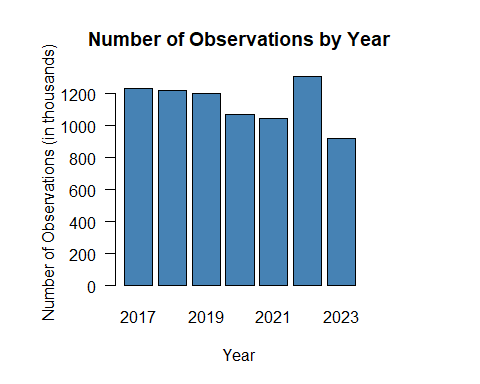 Number of Observations by Year
Number of Observations (in thousands)
1200
1000
800
600
400
200
0
2017 2019 2021 2023
Year